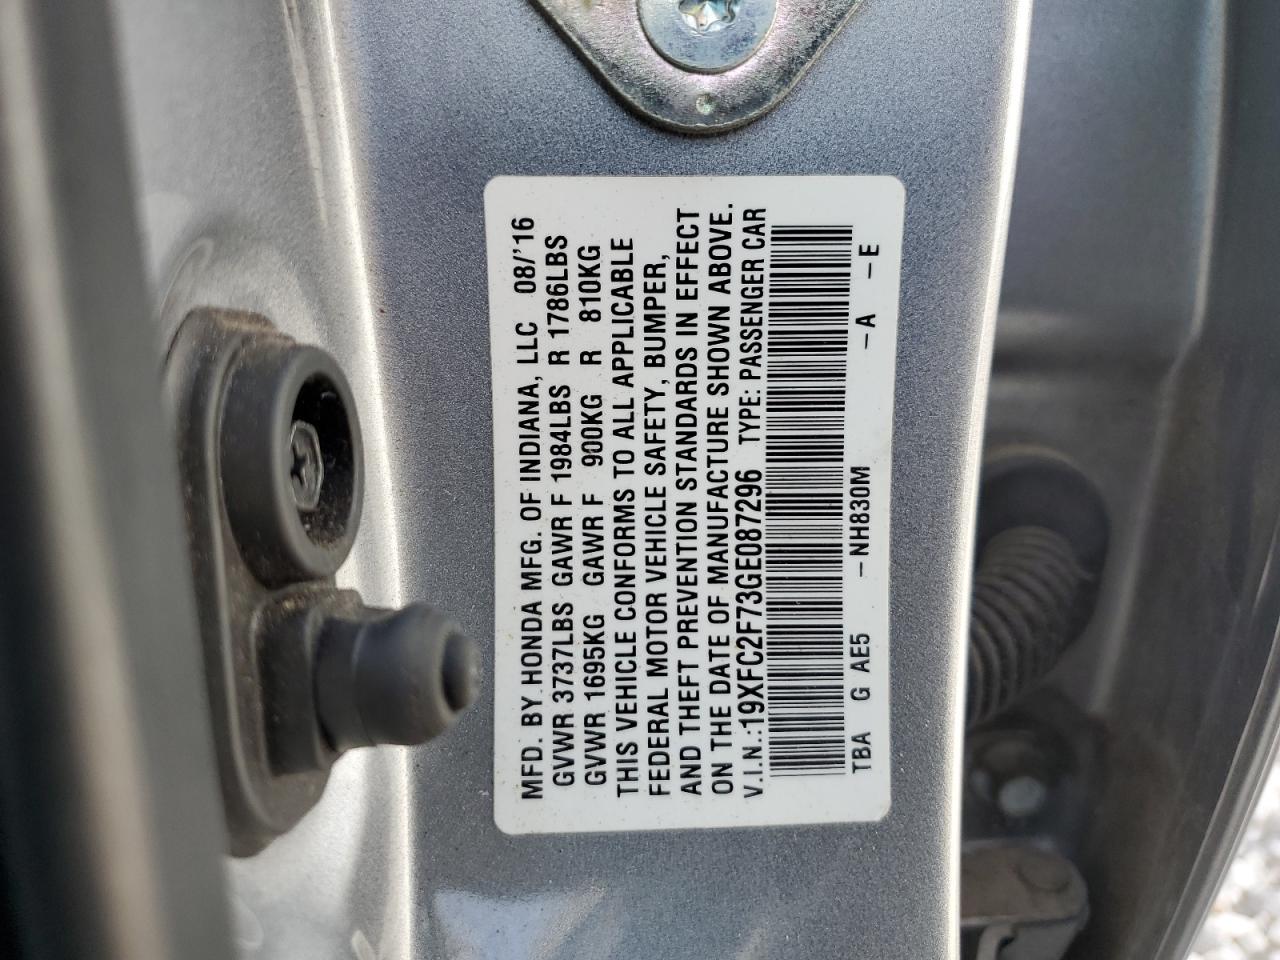 MFD. BY HONDA MFG. OF INDIANA, LLC 08/'16
GVWR 3737LBS GAWR F 1984LBS R 1786LBS
GVWR 1695KG GAWR F 900KG R 810KG
THIS VEHICLE CONFORMS TO ALL APPLICABLE
FEDERAL MOTOR VEHICLE SAFETY, BUMPER,
AND THEFT PREVENTION STANDARDS IN EFFECT
ON THE DATE OF MANUFACTURE SHOWN ABOVE.
V.I.N.:19XFC2F73GE087296 TYPE: PASSENGER CAR
TBA G AE5 -NH830M -A -E